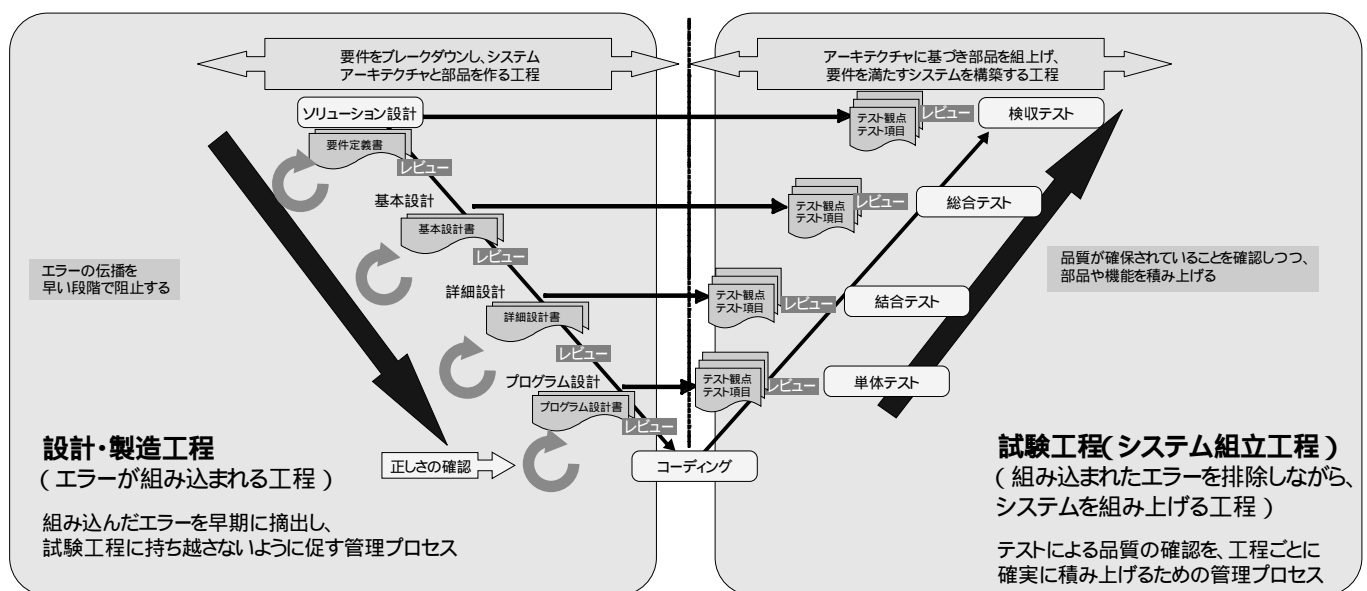 要件をブレークダウンし、システム
アーキテクチャと部品を作る工程
アーキテクチャに基づき部品を組上げ、
要件を満たすシステムを構築する工程
ソリューション設計
要件定義書
レビュー
基本設計
基本設計書
レビュー
詳細設計
詳細設計書
レビュー
プログラム設計
プログラム設計書
レビュー
コーディング
エラーの伝播を
早い段階で阻止する
正しさの確認
設計・製造工程
(エラーが組み込まれる工程)
組み込んだエラーを早期に摘出し、
試験工程に持ち越さないように促す管理プロセス
テスト観点
テスト項目
レビュー
検収テスト
テスト観点
テスト項目
レビュー
総合テスト
テスト観点
テスト項目
レビュー
結合テスト
テスト観点
テスト項目
レビュー
単体テスト
品質が確保されていることを確認しつつ、
部品や機能を積み上げる
試験工程(システム組立工程)
(組み込まれたエラーを排除しながら、
システムを組み上げる工程)
テストによる品質の確認を、工程ごとに
確実に積み上げるための管理プロセス